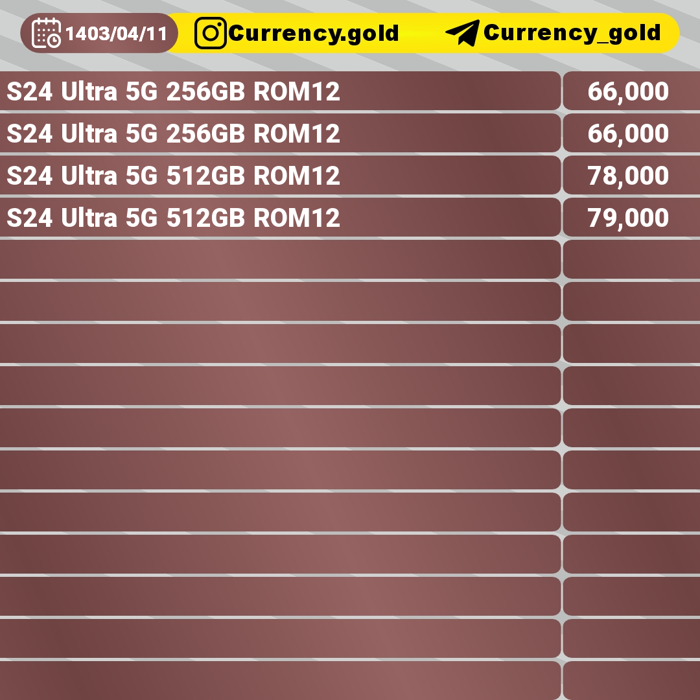 1403/04/11 Currency.gold Currency_gold
S24 Ultra 5G 256GB ROM12 66,000
S24 Ultra 5G 256GB ROM12 66,000
S24 Ultra 5G 512GB ROM12 78,000
S24 Ultra 5G 512GB ROM12 79,000